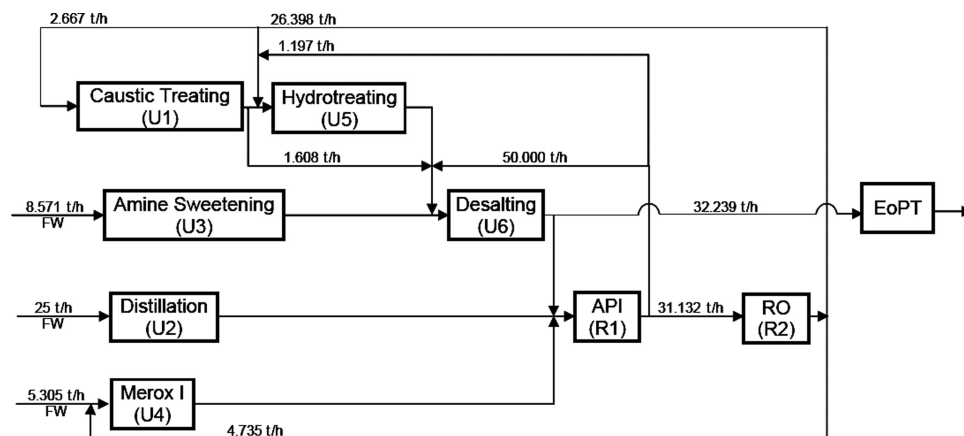 2.667 t/h
26.398 t/h
1.197 t/h
Caustic Treating
(U1)
Hydrotreating
(U5)
1.608 t/h
50.000 t/h
8.571 t/h
FW
Amine Sweetening
(U3)
Desalting
(U6)
32.239 t/h
EoPT
25 t/h
FW
Distillation
(U2)
API
(R1)
31.132 t/h
RO
(R2)
5.305 t/h
FW
Merox I
(U4)
4.735 t/h